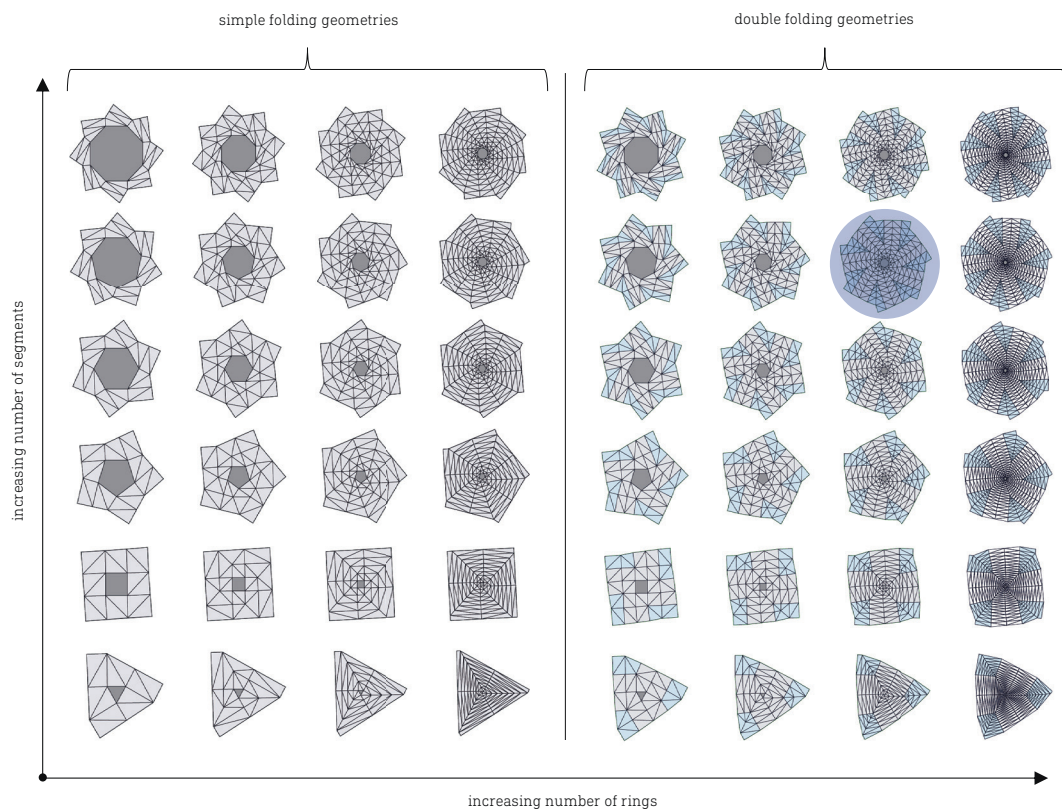 simple folding geometries
double folding geometries
increasing number of segments
increasing number of rings